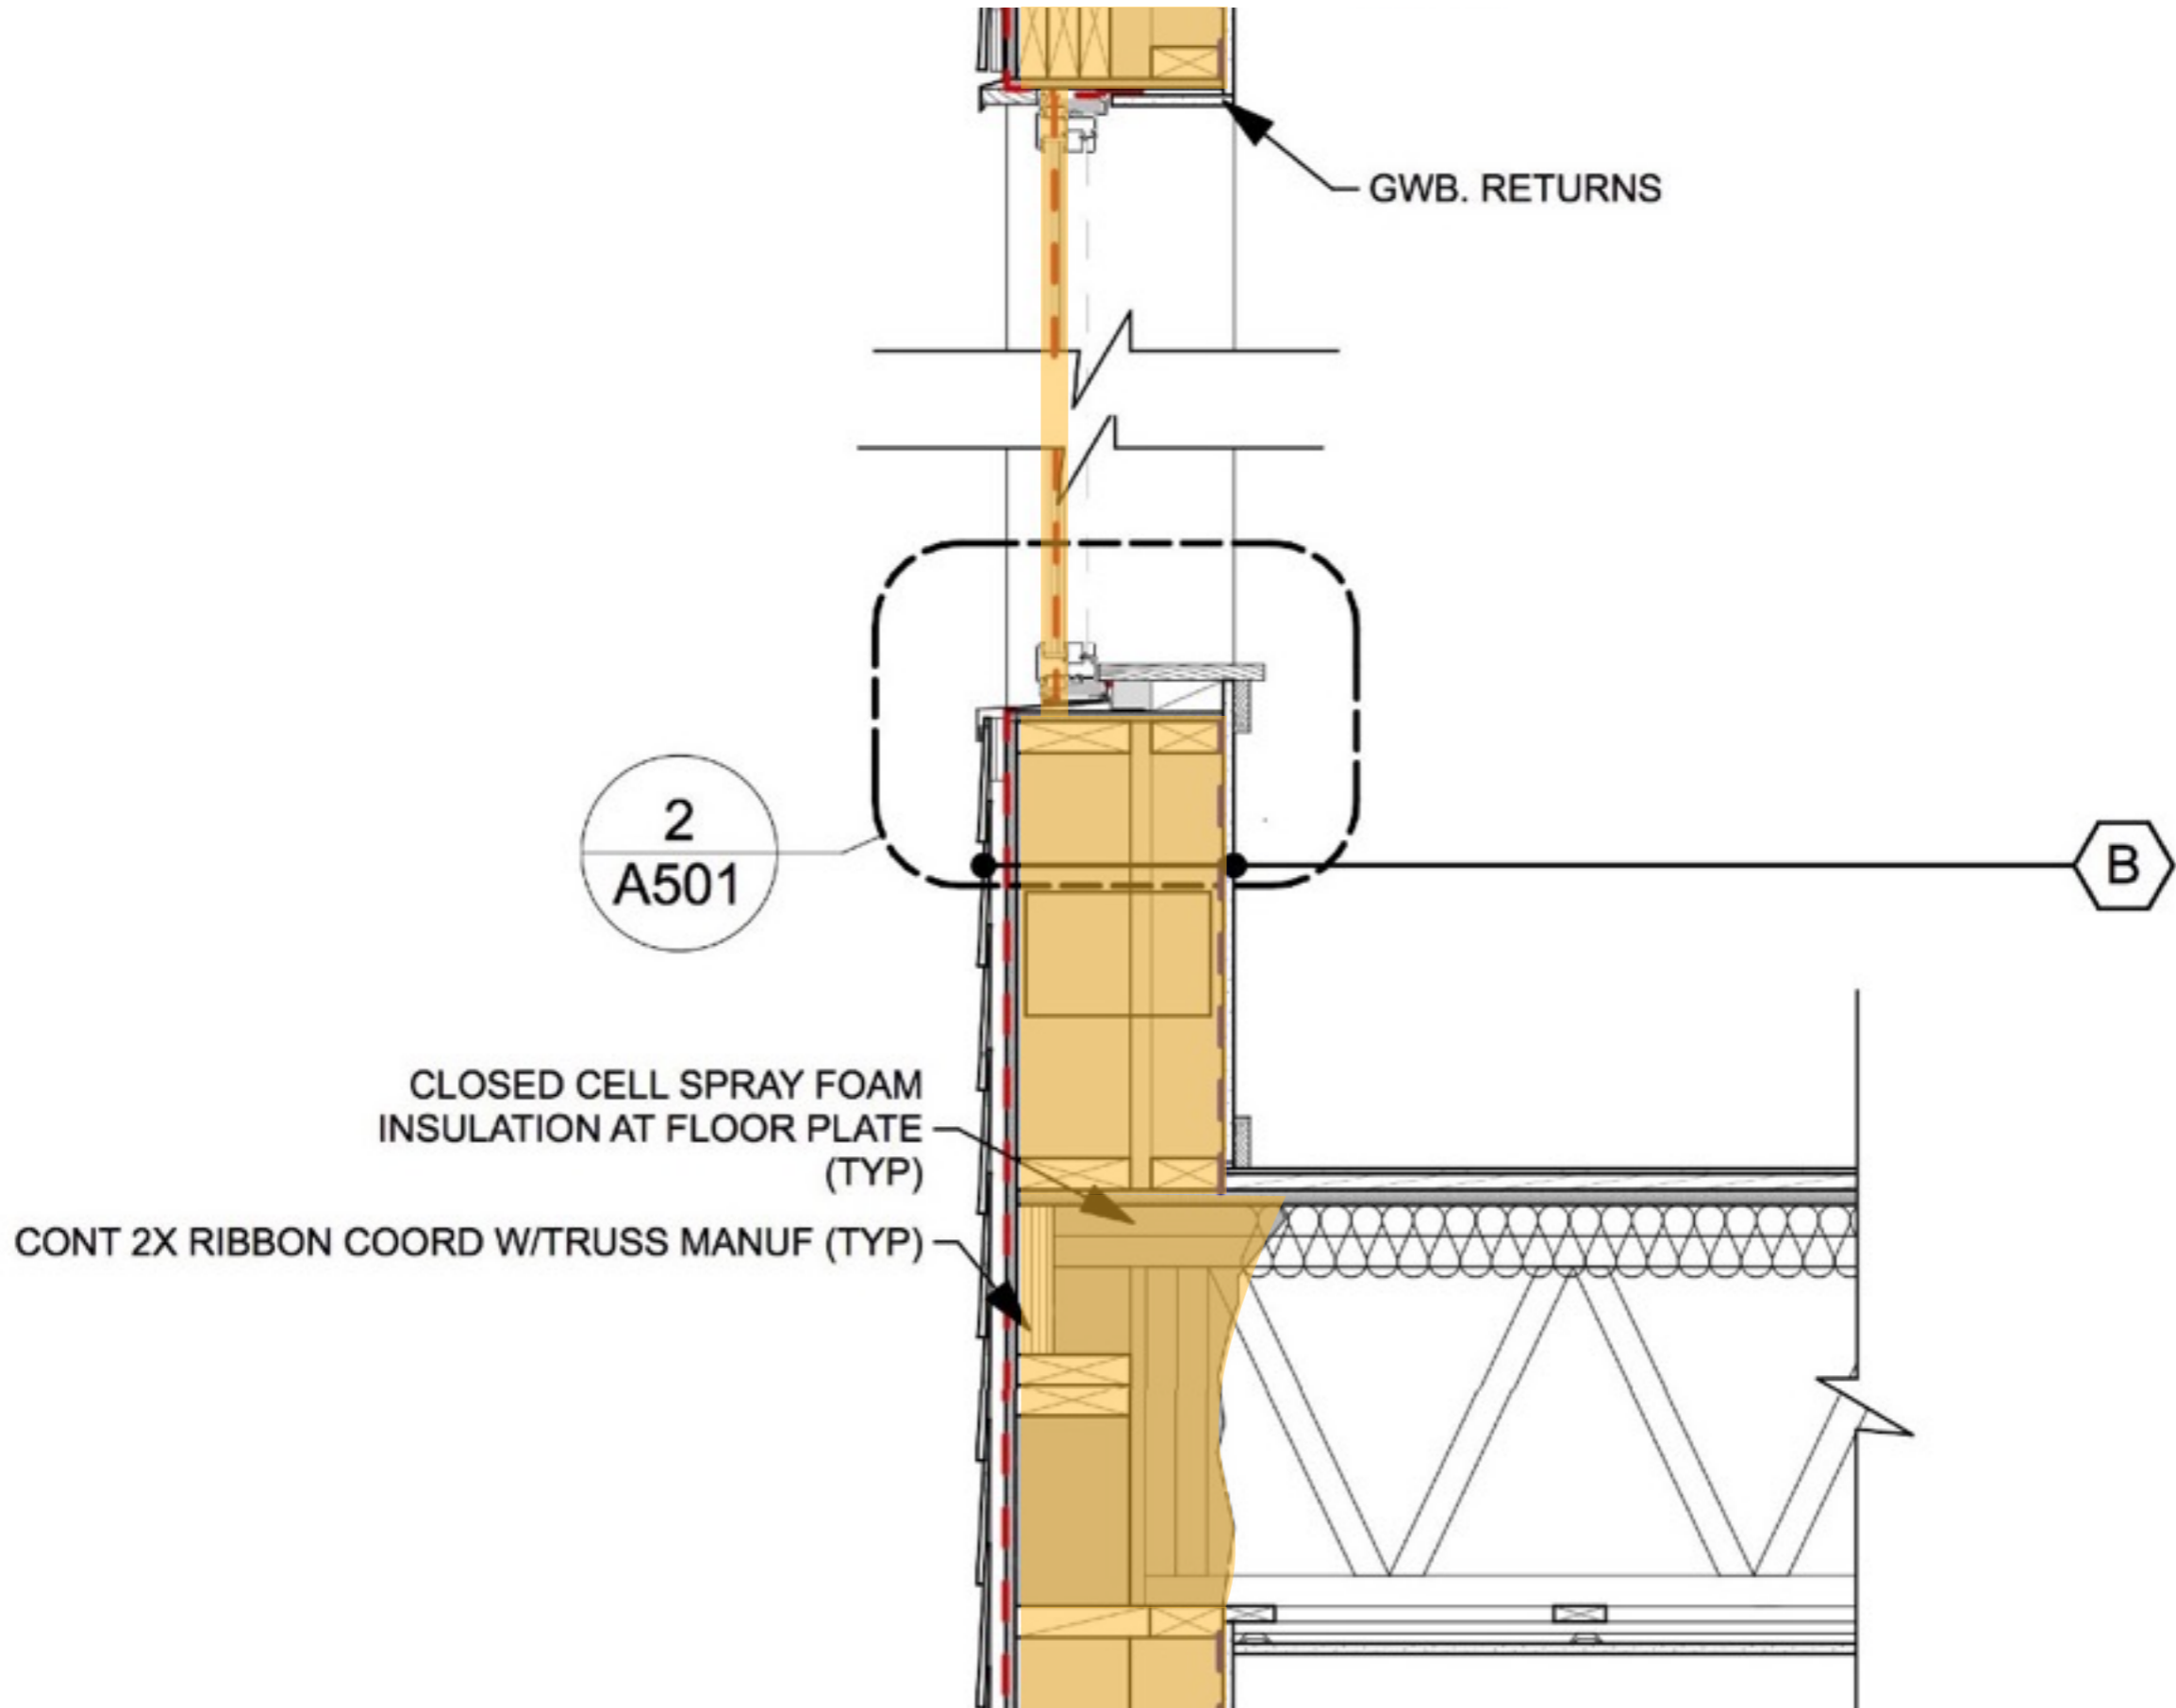 GWB. RETURNS
2
A501
B
CLOSED CELL SPRAY FOAM
INSULATION AT FLOOR PLATE
(TYP)
CONT 2X RIBBON COORD W/TRUSS MANUF (TYP)